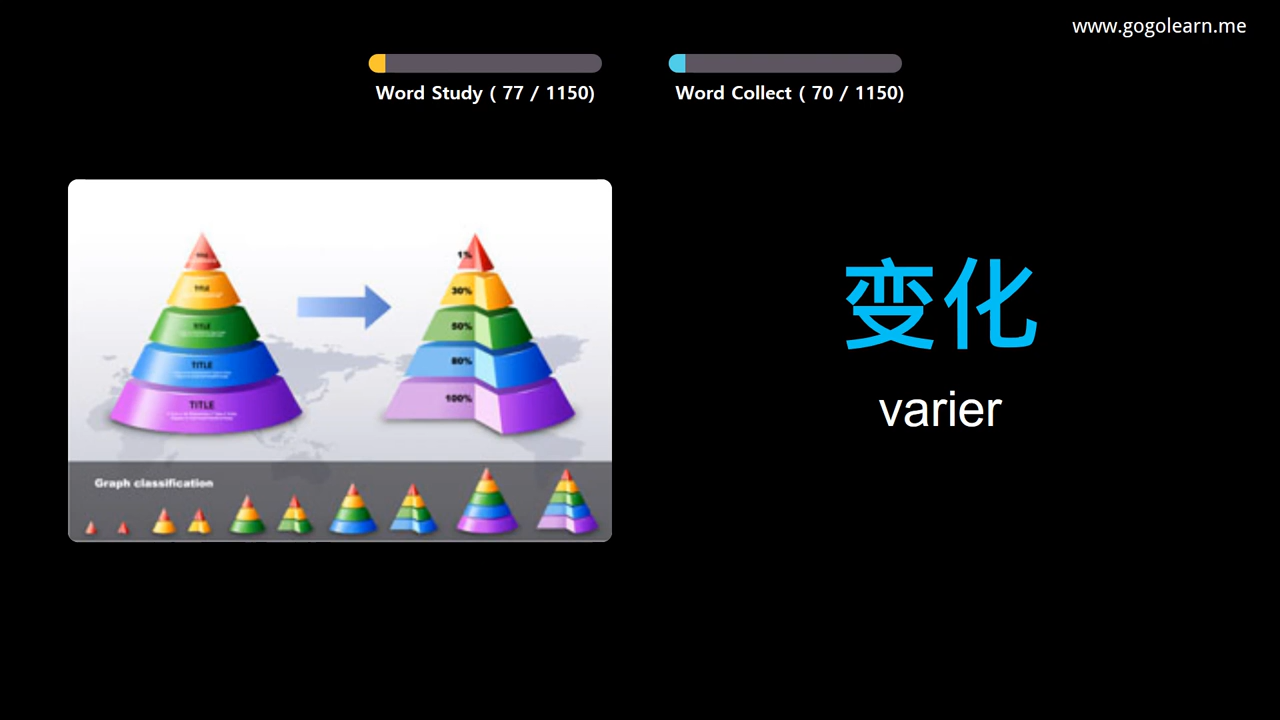 www.gogolearn.me
Word Study ( 77 / 1150)
Word Collect ( 70 / 1150)
变化
varier
TITLE
TITLE
TITLE
TITLE
1%
30%
50%
80%
100%
Graph classification